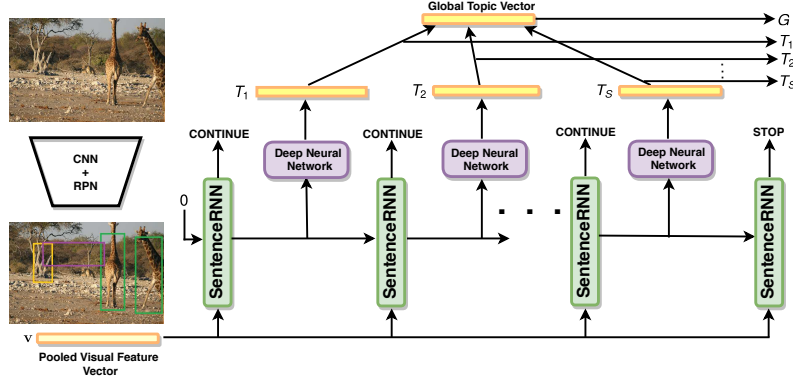 Global Topic Vector
G
T1
T2
TS
T1
T2
TS
CONTINUE
CONTINUE
CONTINUE
STOP
CNN
+
RPN
Deep Neural
Network
Deep Neural
Network
Deep Neural
Network
0
SentenceRNN
SentenceRNN
SentenceRNN
SentenceRNN
v
Pooled Visual Feature
Vector